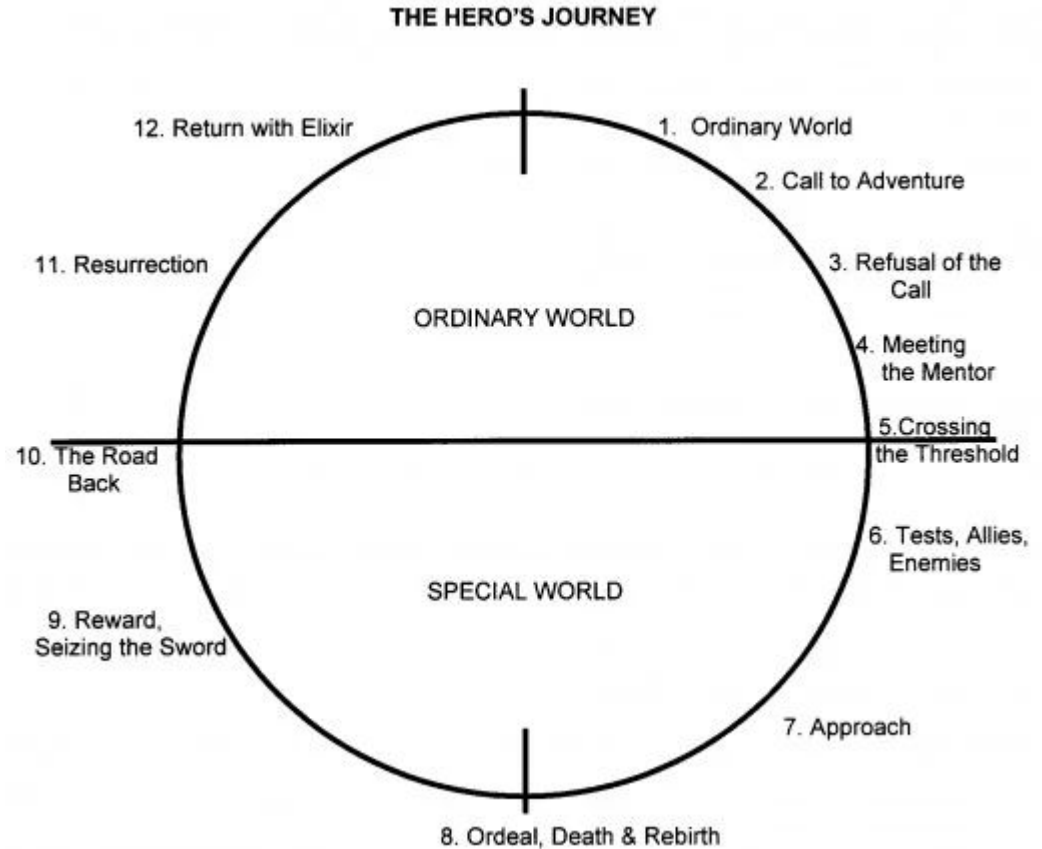 THE HERO'S JOURNEY
12. Return with Elixir
1. Ordinary World
2. Call to Adventure
11. Resurrection
3. Refusal of the
Call
ORDINARY WORLD
4. Meeting
the Mentor
5.Crossing
the Threshold
10. The Road
Back
6. Tests, Allies,
Enemies
SPECIAL WORLD
9. Reward,
Seizing the Sword
7. Approach
8. Ordeal, Death & Rebirth